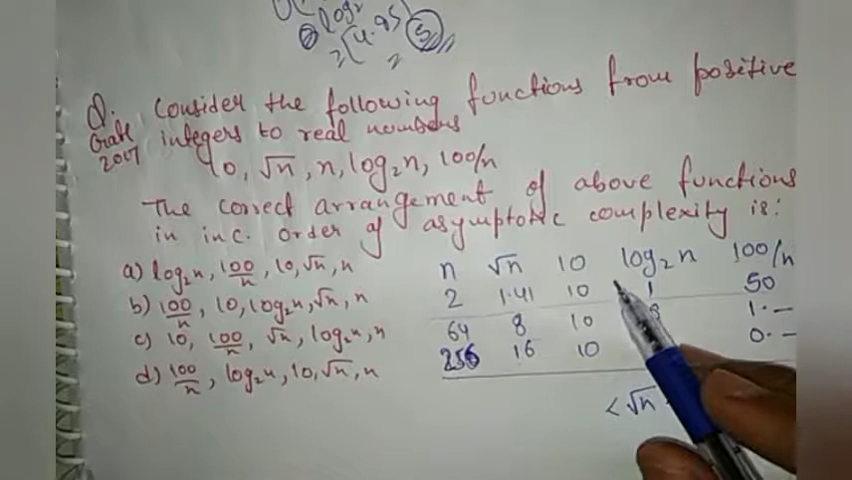 log₂
4.95 5
Q. Consider the following functions from positive
Gate 2017 integers to real numbers
10, √n, n, log₂n, 100/n
The correct arrangement of above functions
in inc. order of asymptotic complexity is:
a) log₂n, 100/n, 10, √n, n
b) 100/n, 10, log₂n, √n, n
c) 10, 100/n, √n, log₂n, n
d) 100/n, log₂n, 10, √n, n
n √n 10 log₂n 100/n
2 1.41 10 1 50
64 8 10 1.—
256 16 10 0.—
< √n